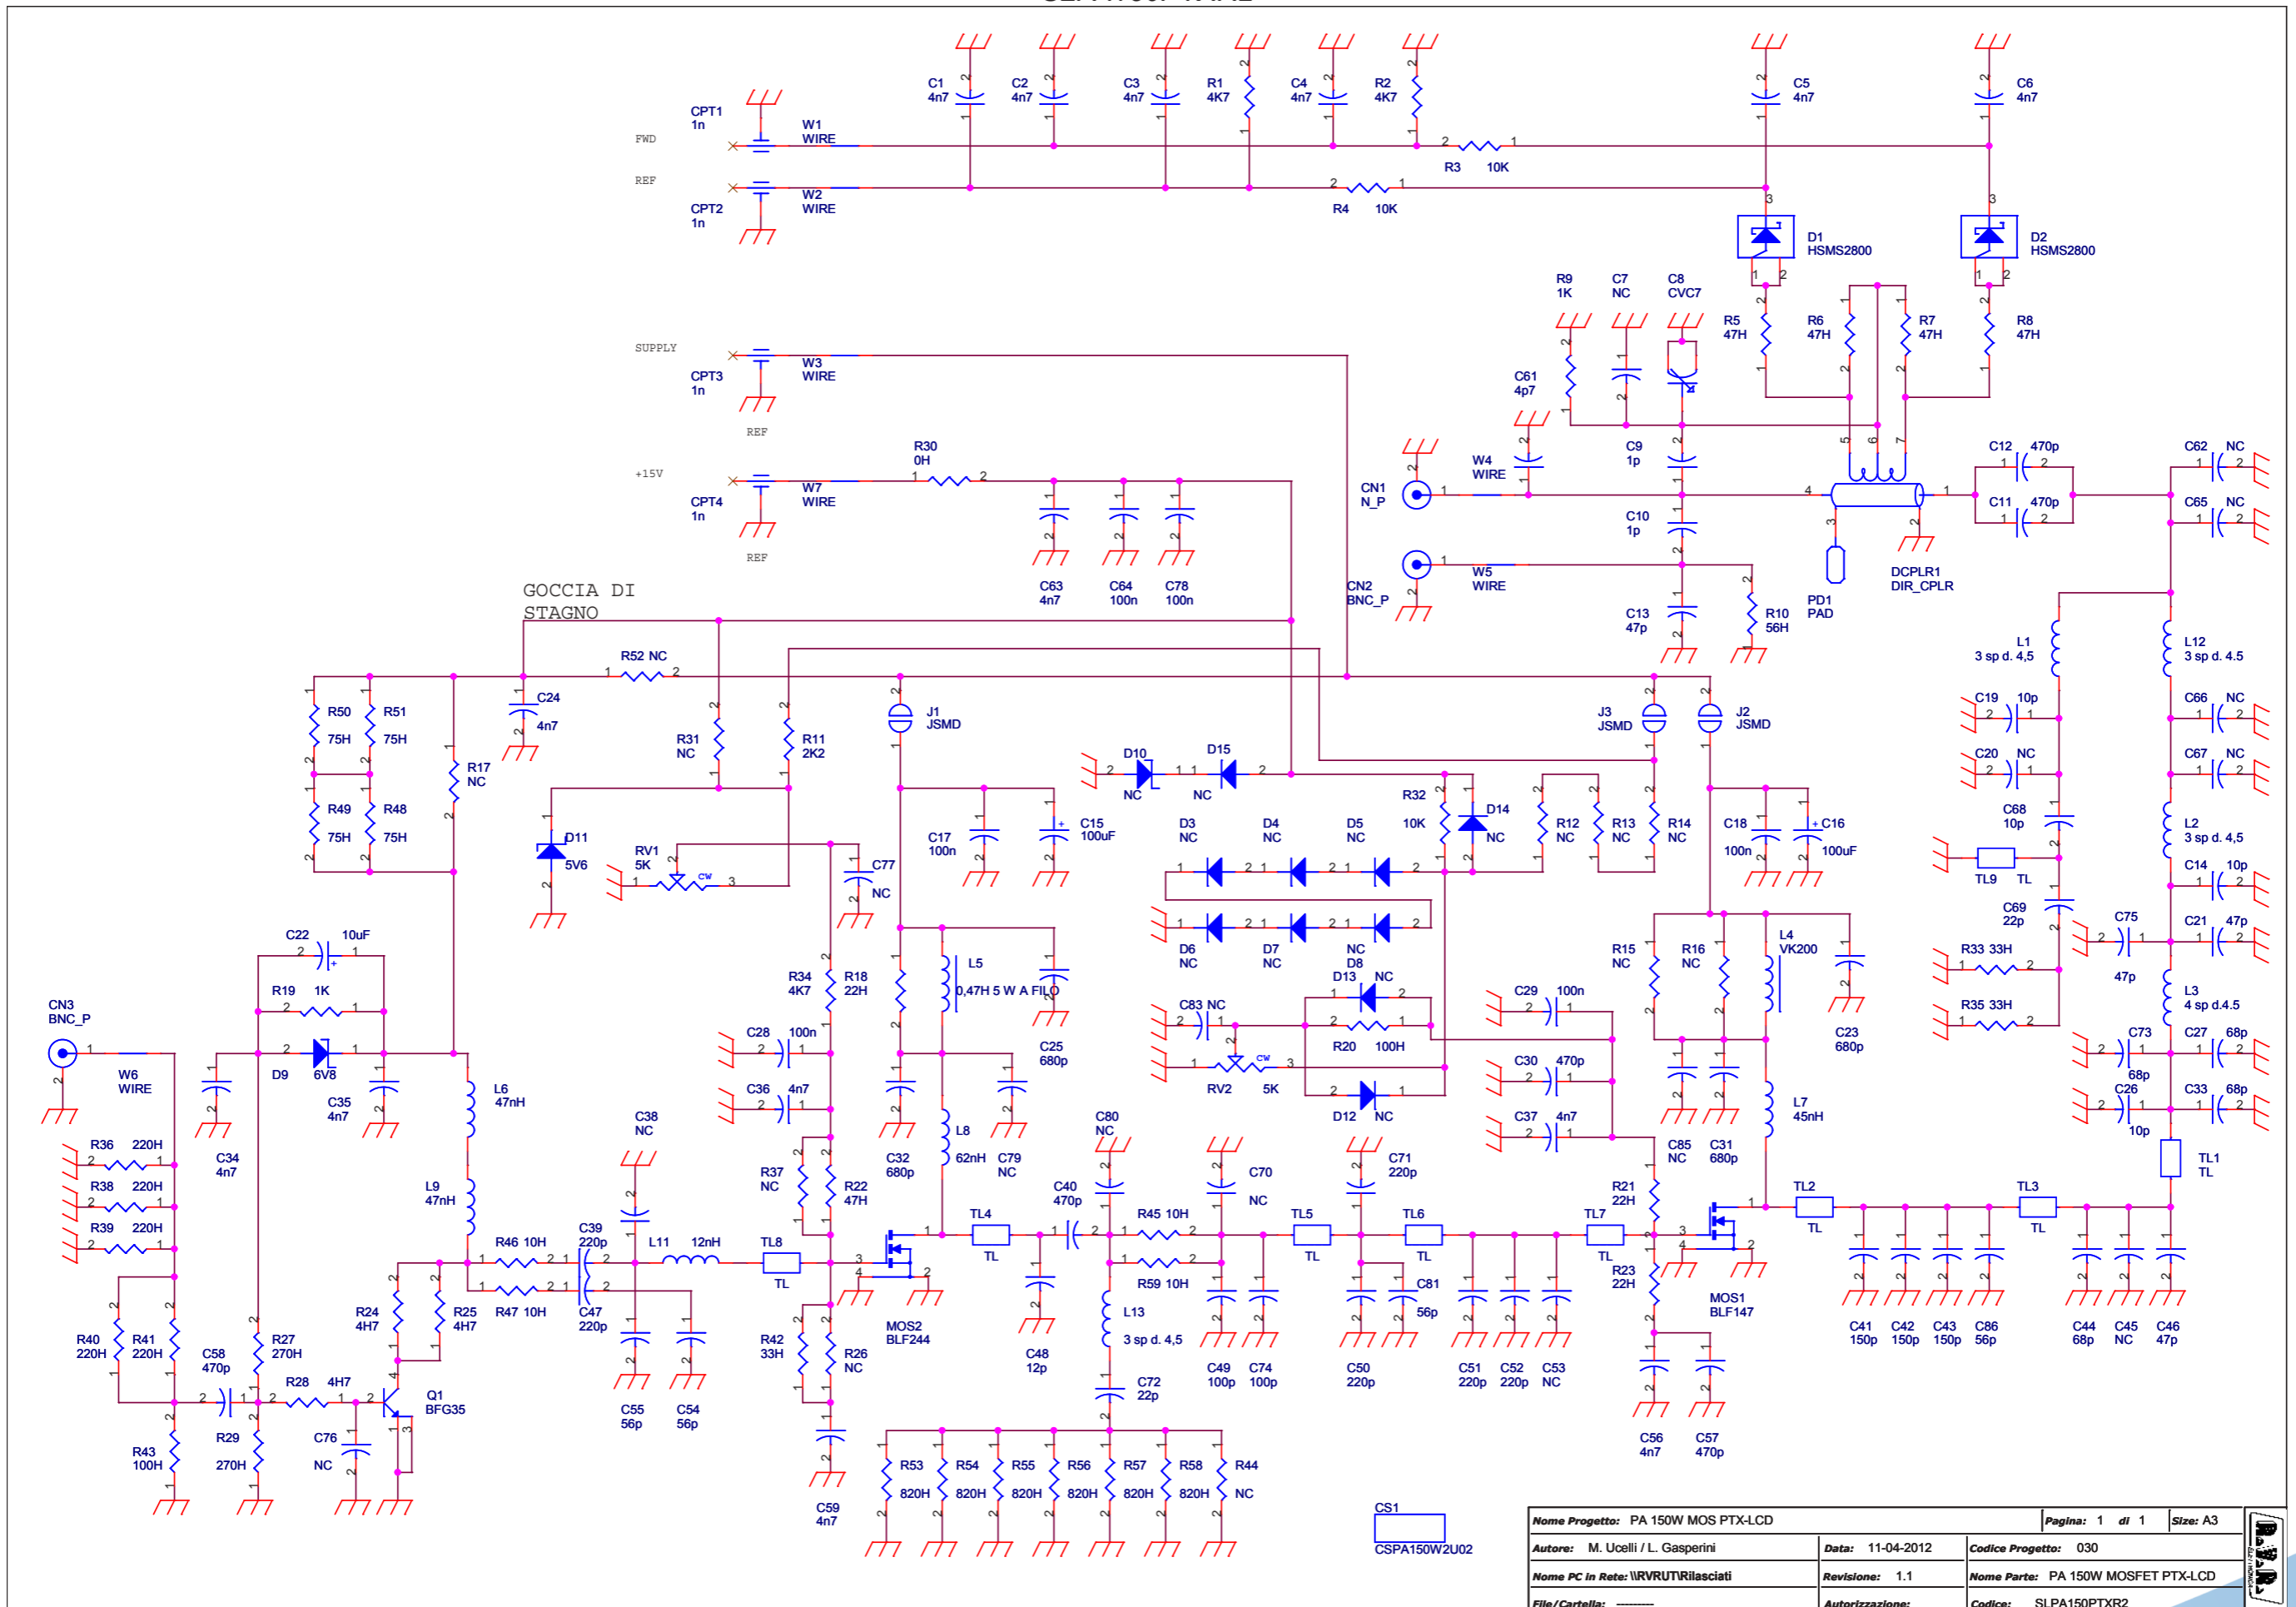 CPT1
1n
FWD
W1
WIRE
REF
CPT2
1n
W2
WIRE
C1
4n7
C2
4n7
C3
4n7
R1
4K7
C4
4n7
R2
4K7
R3 10K
R4 10K
C5
4n7
C6
4n7
D1
HSMS2800
D2
HSMS2800
SUPPLY
CPT3
1n
W3
WIRE
REF
+15V
CPT4
1n
W7
WIRE
REF
R30
0H
C63
4n7
C64
100n
C78
100n
R9
1K
C7
NC
C8
CVC7
R5
47H
R6
47H
R7
47H
R8
47H
C61
4p7
CN1
N_P
W4
WIRE
C9
1p
C10
1p
CN2
BNC_P
W5
WIRE
C13
47p
R10
56H
PD1
PAD
DCPLR1
DIR_CPLR
C12 470p
C11 470p
C62 NC
C65 NC
GOCCIA DI
STAGNO
R52 NC
R50
75H
R51
75H
R49
75H
R48
75H
R17
NC
C24
4n7
R31
NC
R11
2K2
J1
JSMD
J3
JSMD
J2
JSMD
D11
5V6
RV1
5K
CW
C77
NC
C17
100n
C15
100uF
D10
NC
D15
NC
D3
NC
D4
NC
D5
NC
R32
10K
D14
NC
R12
NC
R13
NC
R14
NC
C18
100n
C16
100uF
D6
NC
D7
NC
NC
D8
L1
3 sp d. 4,5
L12
3 sp d. 4.5
C19 10p
C20 NC
C66 NC
C67 NC
C68
10p
L2
3 sp d. 4,5
TL9 TL
C14 10p
C69
22p
C75
47p
C21 47p
R33 33H
R35 33H
L3
4 sp d.4.5
C73
68p
C27 68p
C26
10p
C33 68p
TL1
TL
C22 10uF
R19 1K
D9 6V8
CN3
BNC_P
W6
WIRE
C34
4n7
C35
4n7
L6
47nH
L9
47nH
R36 220H
R38 220H
R39 220H
R40
220H
R41
220H
R43
100H
C58
470p
R27
270H
R29
270H
R28 4H7
C76
NC
Q1
BFG35
R24
4H7
R25
4H7
R46 10H
R47 10H
C39
220p
C47
220p
C38
NC
L11 12nH
TL8
TL
C55
56p
C54
56p
C28 100n
C36 4n7
R34
4K7
R18
22H
L5
0,47H 5 W A FILO
C25
680p
R37
NC
R22
47H
C32
680p
L8
62nH
C79
NC
MOS2
BLF244
R42
33H
R26
NC
C59
4n7
TL4
TL
C40
470p
C48
12p
C80
NC
R45 10H
R59 10H
L13
3 sp d. 4,5
C72
22p
R53
820H
R54
820H
R55
820H
R56
820H
R57
820H
R58
820H
R44
NC
C70
NC
C49
100p
C74
100p
TL5
TL
C71
220p
C50
220p
C81
56p
TL6
TL
C51
220p
C52
220p
C53
NC
TL7
TL
C83 NC
RV2 5K
CW
D13 NC
R20 100H
D12 NC
C29 100n
C30 470p
C37 4n7
R15
NC
R16
NC
L4
VK200
C23
680p
C85
NC
C31
680p
L7
45nH
R21
22H
R23
22H
MOS1
BLF147
C56
4n7
C57
470p
TL2
TL
C41
150p
C42
150p
C43
150p
C86
56p
TL3
TL
C44
68p
C45
NC
C46
47p
CS1
CSPA150W2U02
Nome Progetto: PA 150W MOS PTX-LCD Pagina: 1 di 1 Size: A3
Autore: M. Ucelli / L. Gasperini Data: 11-04-2012 Codice Progetto: 030
Nome PC in Rete: \\RVRUT\Rilasciati Revisione: 1.1 Nome Parte: PA 150W MOSFET PTX-LCD
File/Cartella: --------- Autorizzazione: Codice: SLPA150PTXR2
R.V.R.